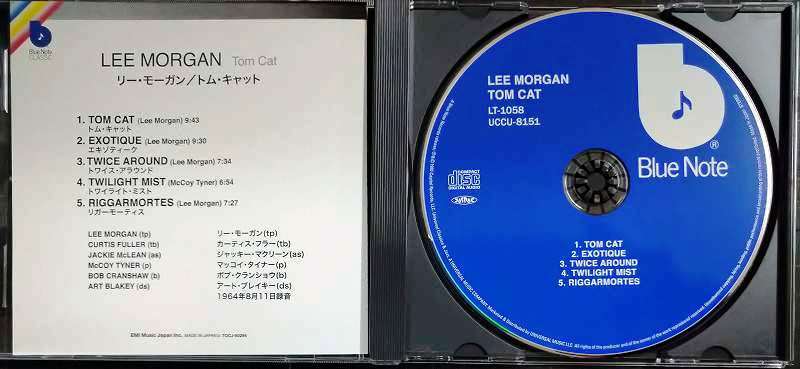 Blue Note
CLASSIC
LEE MORGAN Tom Cat
リー・モーガン／トム・キャット
1. TOM CAT (Lee Morgan) 9:43
トム・キャット
2. EXOTIQUE (Lee Morgan) 9:30
エキゾティーク
3. TWICE AROUND (Lee Morgan) 7:34
トワイス・アラウンド
4. TWILIGHT MIST (McCoy Tyner) 6:54
トワイライト・ミスト
5. RIGGARMORTES (Lee Morgan) 7:27
リガーモーティス
LEE MORGAN (tp) リー・モーガン(tp)
CURTIS FULLER (tb) カーティス・フラー(tb)
JACKIE McLEAN (as) ジャッキー・マクリーン(as)
McCOY TYNER (p) マッコイ・タイナー(p)
BOB CRANSHAW (b) ボブ・クランショウ(b)
ART BLAKEY (ds) アート・ブレイキー(ds)
1964年8月11日録音
EMI Music Japan Inc. MADE IN JAPAN
LEE MORGAN
TOM CAT
LT-1058
UCCU-8151
Blue Note
®
COMPACT
disc
DIGITAL AUDIO
1. TOM CAT
2. EXOTIQUE
3. TWICE AROUND
4. TWILIGHT MIST
5. RIGGARMORTES